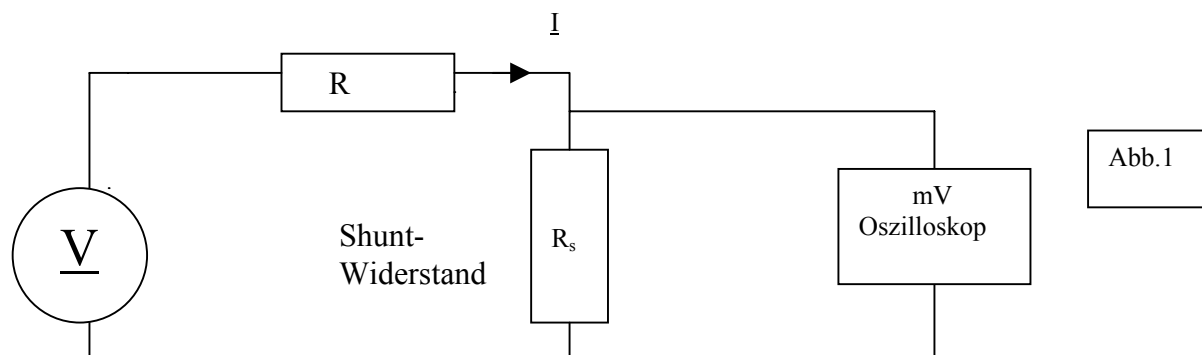 I
R
V
Shunt-
Widerstand
Rₛ
mV
Oszilloskop
Abb.1